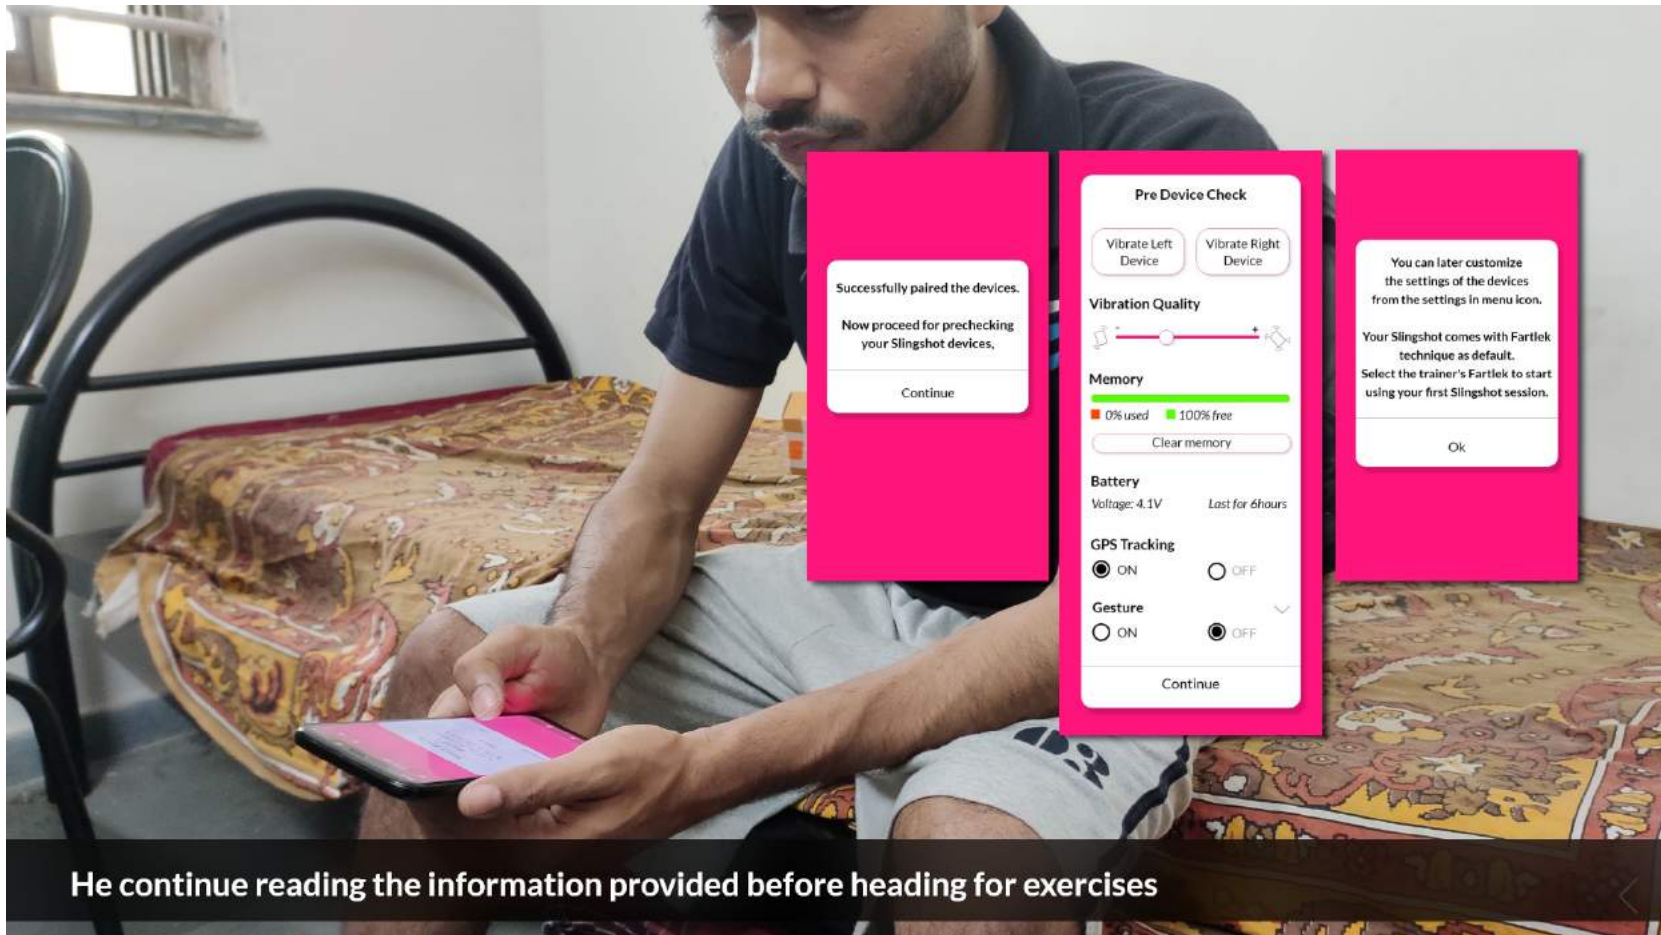 Successfully paired the devices.
Now proceed for prechecking
your Slingshot devices,
Continue
Pre Device Check
Vibrate Left
Device
Vibrate Right
Device
Vibration Quality
- +
Memory
0% used 100% free
Clear memory
Battery
Voltage: 4.1V Last for 6hours
GPS Tracking
ON OFF
Gesture
ON OFF
Continue
You can later customize
the settings of the devices
from the settings in menu icon.
Your Slingshot comes with Fartlek
technique as default.
Select the trainer's Fartlek to start
using your first Slingshot session.
Ok
He continue reading the information provided before heading for exercises